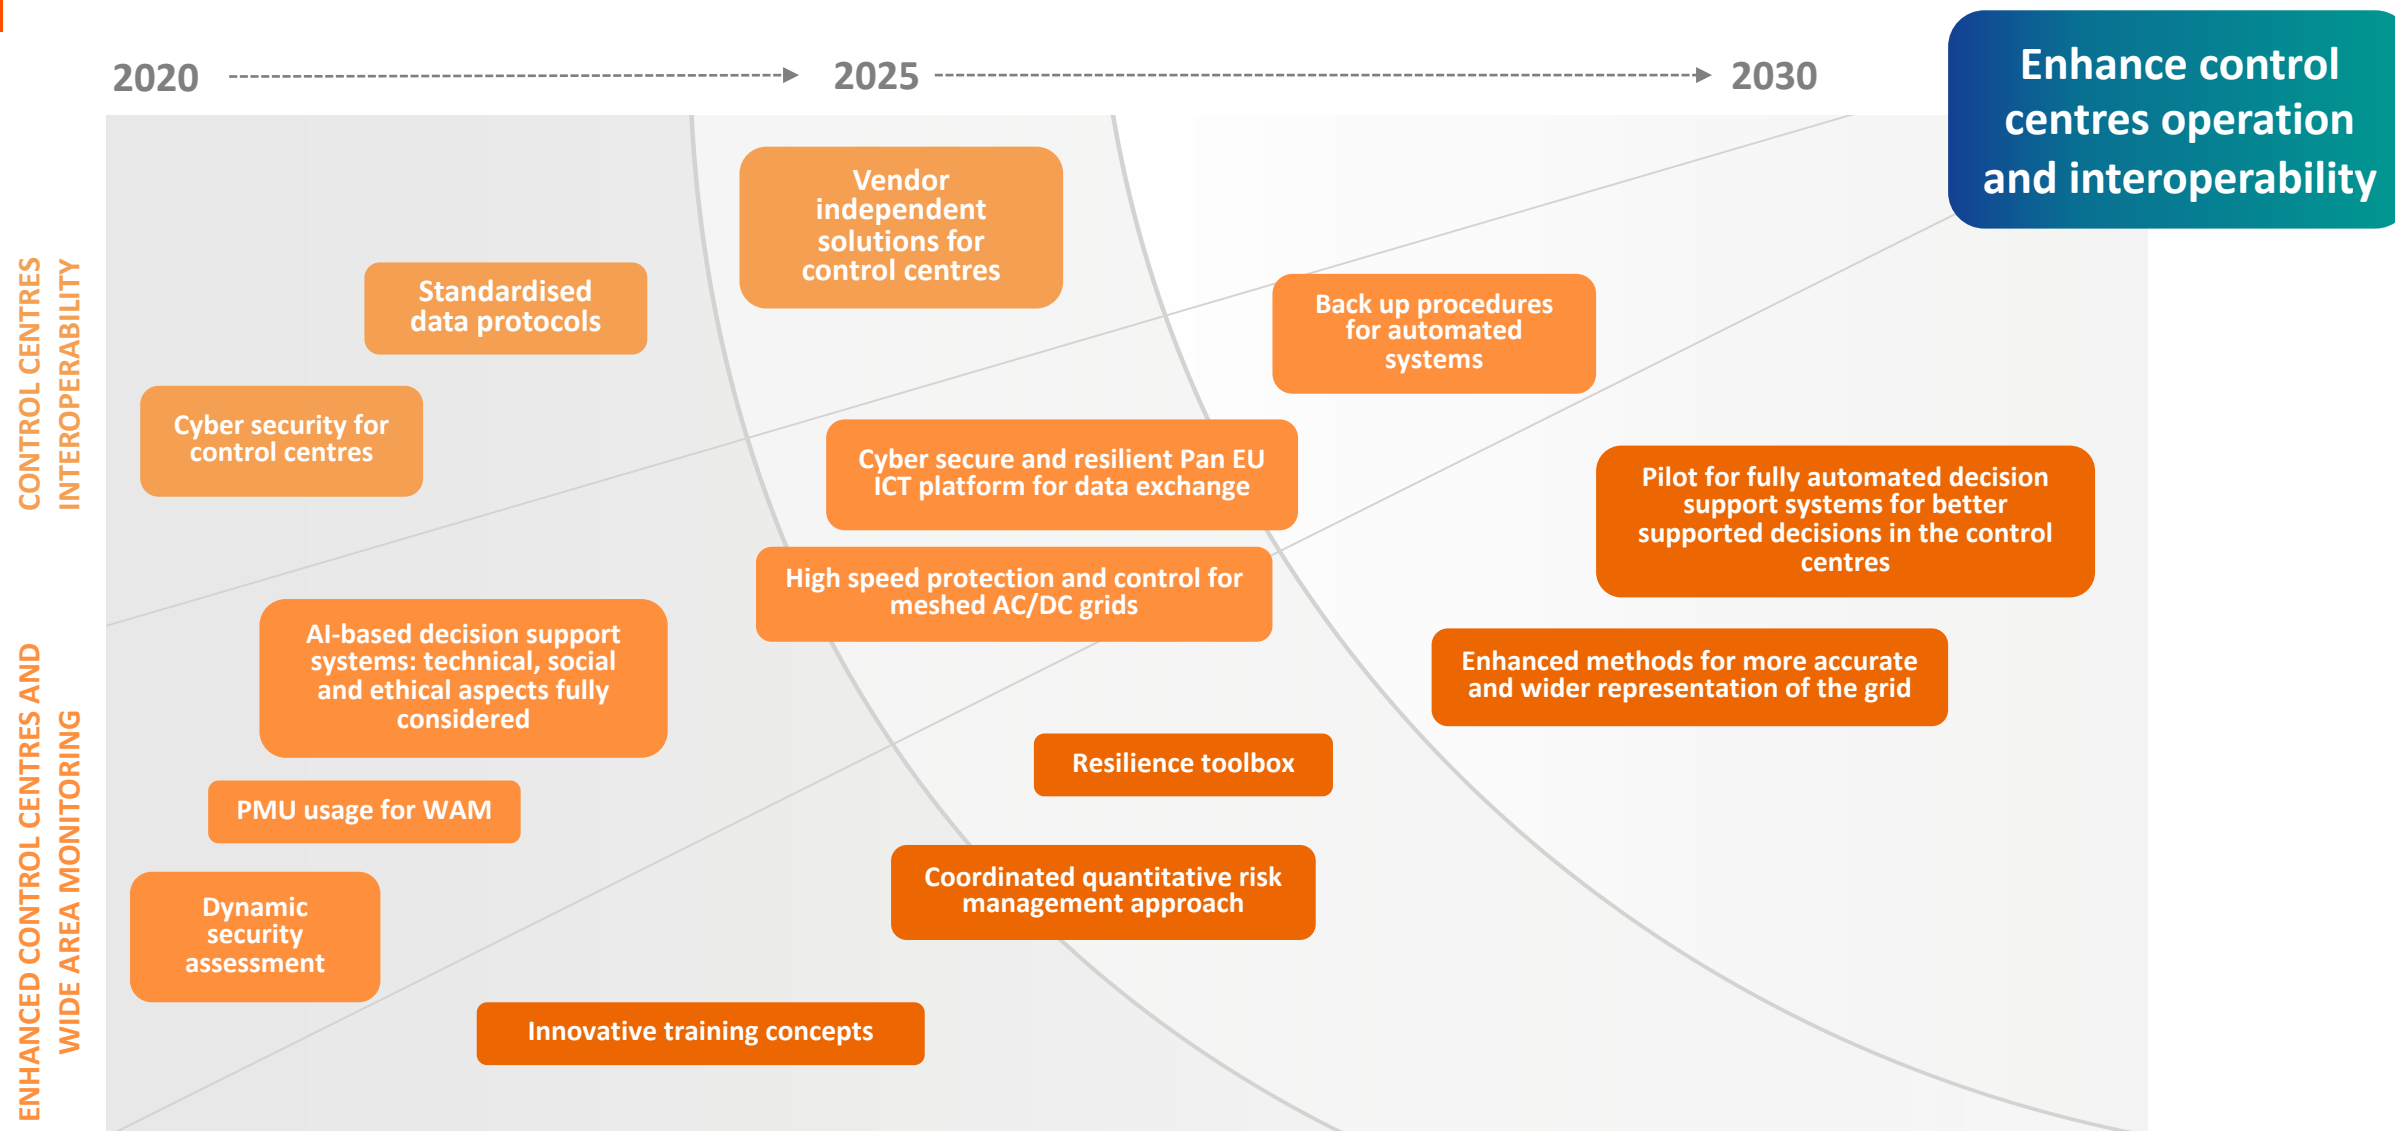 2020
2025
2030
Enhance control
centres operation
and interoperability
CONTROL CENTRES
INTEROPERABILITY
Vendor
independent
solutions for
control centres
Standardised
data protocols
Back up procedures
for automated
systems
Cyber security for
control centres
Cyber secure and resilient Pan EU
ICT platform for data exchange
Pilot for fully automated decision
support systems for better
supported decisions in the control
centres
High speed protection and control for
meshed AC/DC grids
ENHANCED CONTROL CENTRES AND
WIDE AREA MONITORING
AI-based decision support
systems: technical, social
and ethical aspects fully
considered
Enhanced methods for more accurate
and wider representation of the grid
Resilience toolbox
PMU usage for WAM
Coordinated quantitative risk
management approach
Dynamic
security
assessment
Innovative training concepts